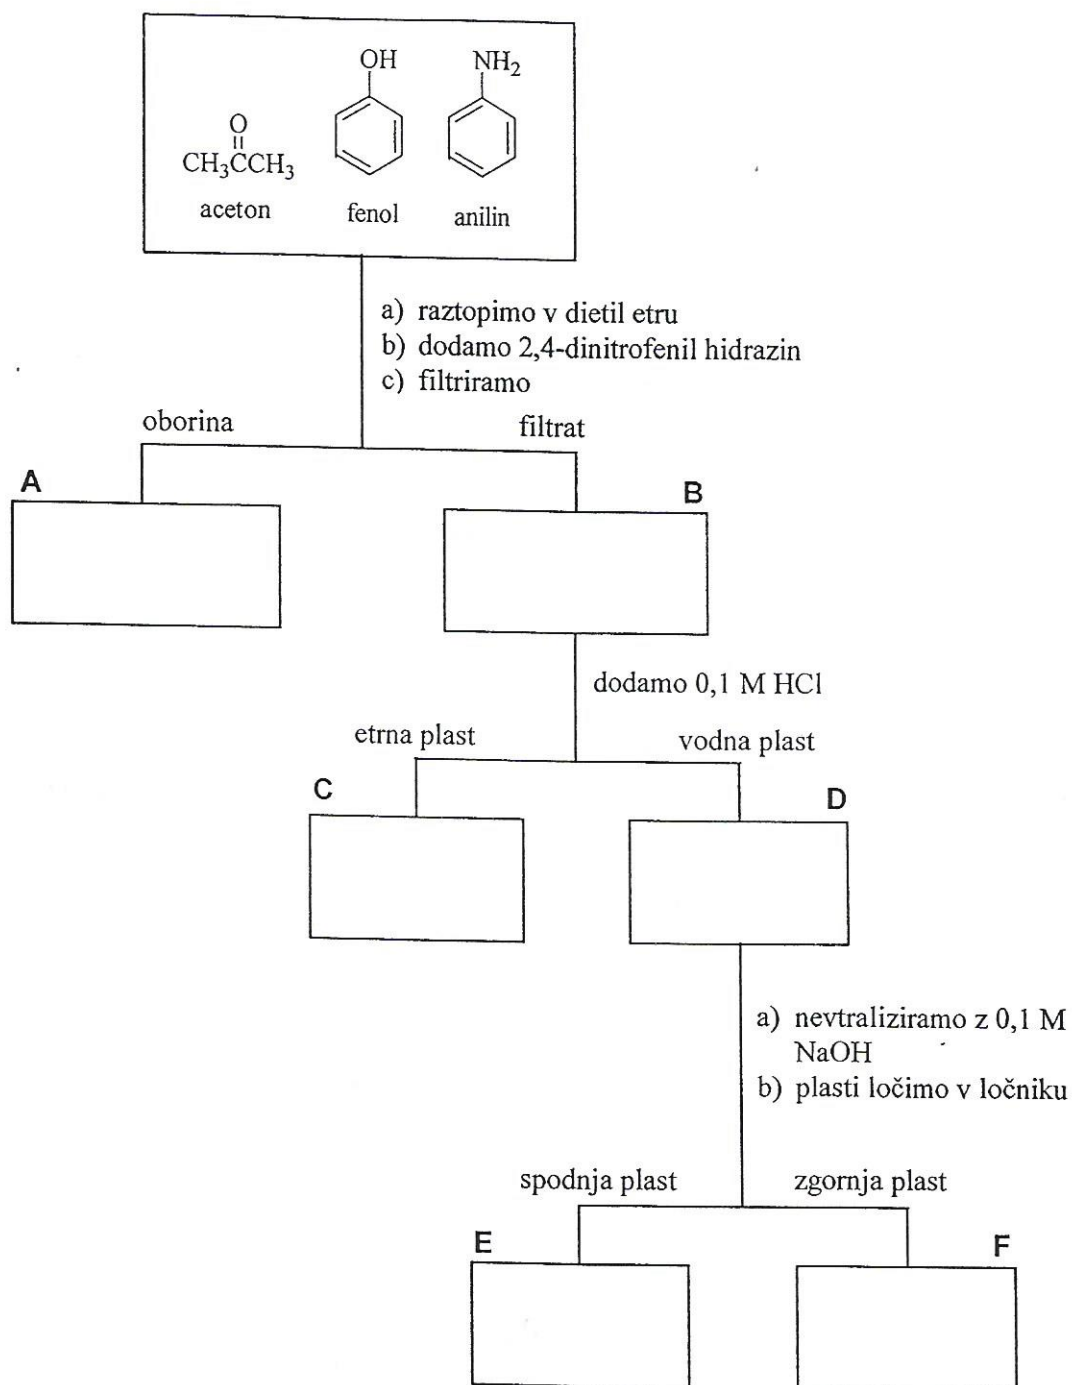 OH
NH₂
O
CH₃CCH₃
aceton
fenol
anilin
a) raztopimo v dietil etru
b) dodamo 2,4-dinitrofenil hidrazin
c) filtriramo
oborina
filtrat
A
B
dodamo 0,1 M HCl
etrna plast
vodna plast
C
D
a) nevtraliziramo z 0,1 M
NaOH
b) plasti ločimo v ločniku
spodnja plast
zgornja plast
E
F